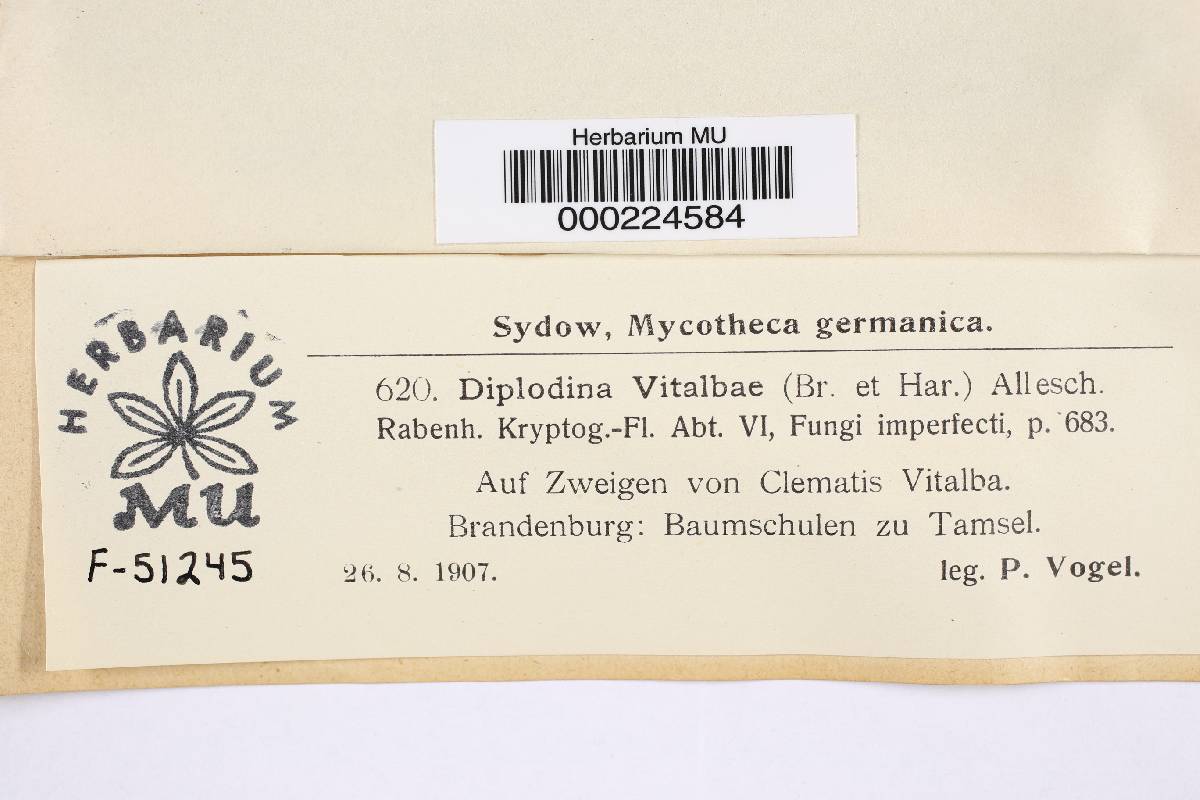 Herbarium MU
000224584
HERBARIUM
MU
F-51245
Sydow, Mycotheca germanica.
620. Diplodina Vitalbae (Br. et Har.) Allesch.
Rabenh. Kryptog.-Fl. Abt. VI, Fungi imperfecti, p. 683.
Auf Zweigen von Clematis Vitalba.
Brandenburg: Baumschulen zu Tamsel.
26. 8. 1907. leg. P. Vogel.